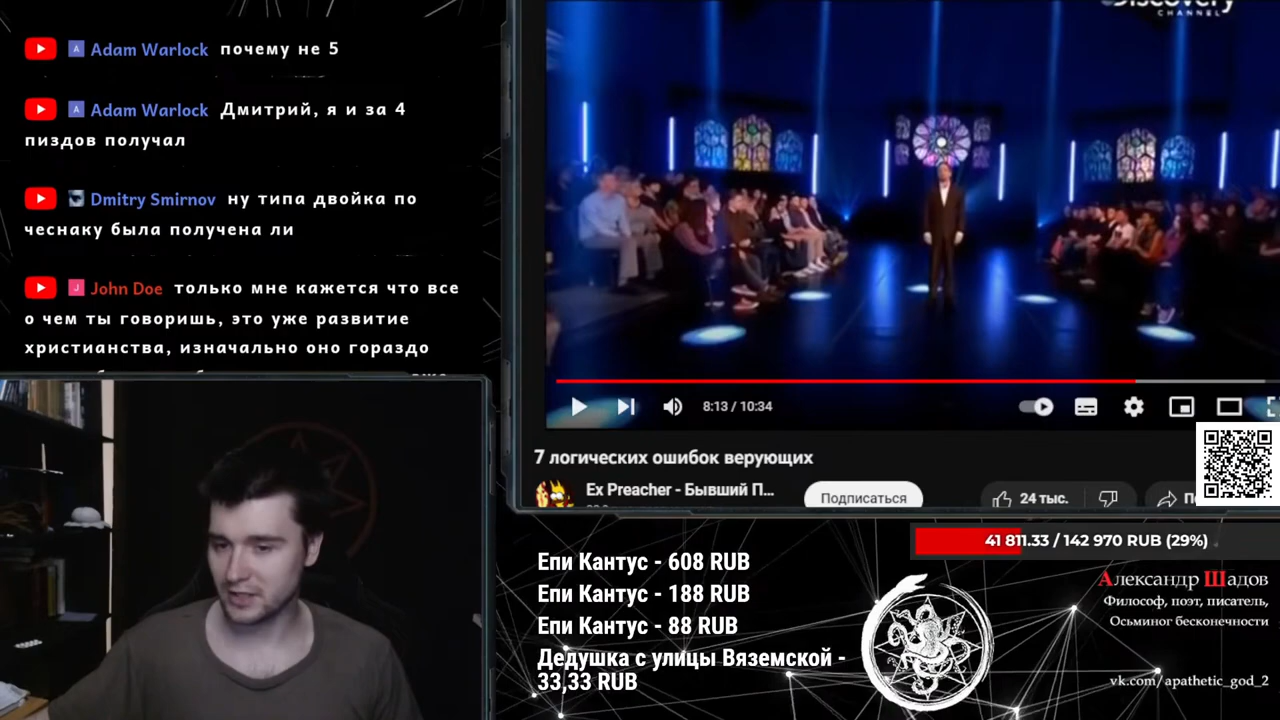 Adam Warlock почему не 5
Adam Warlock Дмитрий, я и за 4
пиздов получал
Dmitry Smirnov ну типа двойка по
чеснаку была получена ли
John Doe только мне кажется что все
о чем ты говоришь, это уже развитие
христианства, изначально оно гораздо
Discovery
CHANNEL
8:13 / 10:34
7 логических ошибок верующих
Ex Preacher - Бывший П...
Подписаться
24 тыс.
41 811.33 / 142 970 RUB (29%)
Епи Кантус - 608 RUB
Епи Кантус - 188 RUB
Епи Кантус - 88 RUB
Дедушка с улицы Вяземской -
33,33 RUB
Александр Шадов
Философ, поэт, писатель,
Осьминог бесконечности
vk.com/apathetic_god_2